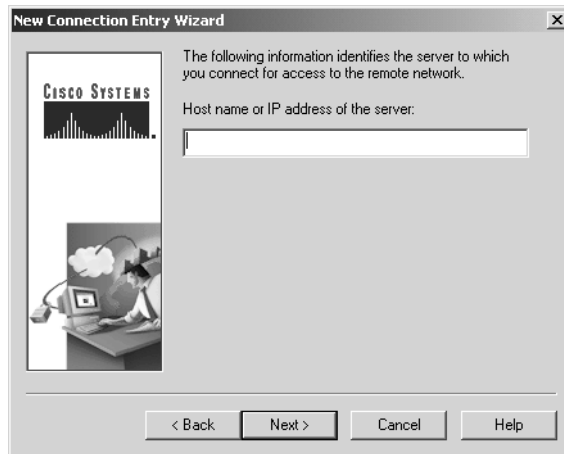 New Connection Entry Wizard
CISCO SYSTEMS
The following information identifies the server to which
you connect for access to the remote network.
Host name or IP address of the server:
< Back
Next >
Cancel
Help